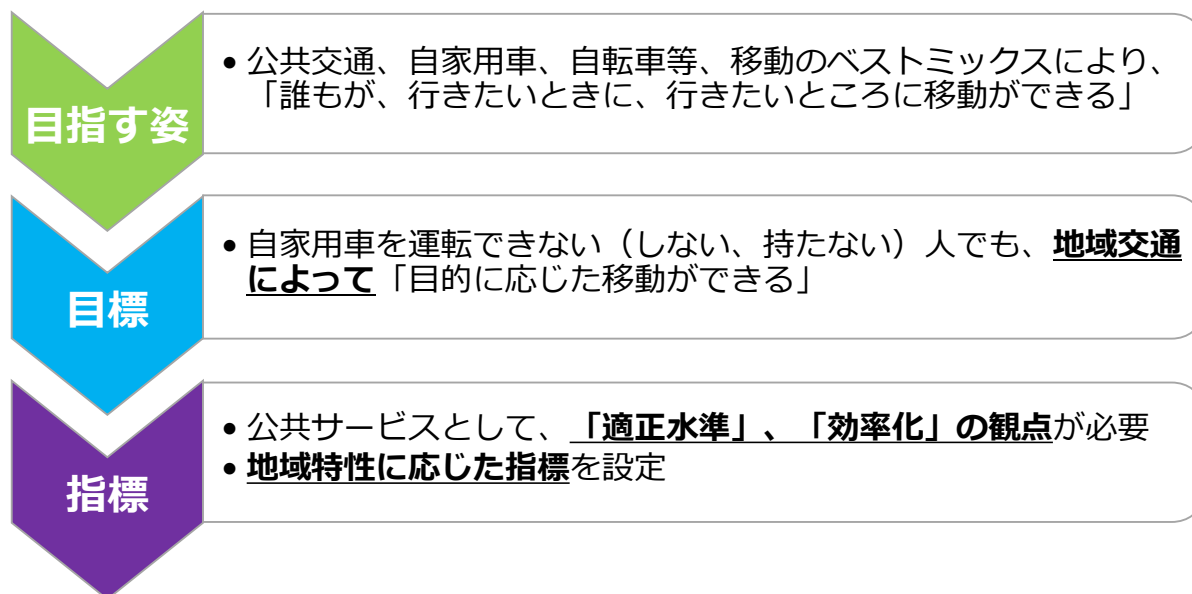 目指す姿
• 公共交通、自家用車、自転車等、移動のベストミックスにより、
「誰もが、行きたいときに、行きたいところに移動ができる」
目標
• 自家用車を運転できない（しない、持たない）人でも、地域交通
によって「目的に応じた移動ができる」
指標
• 公共サービスとして、「適正水準」、「効率化」の観点が必要
• 地域特性に応じた指標を設定